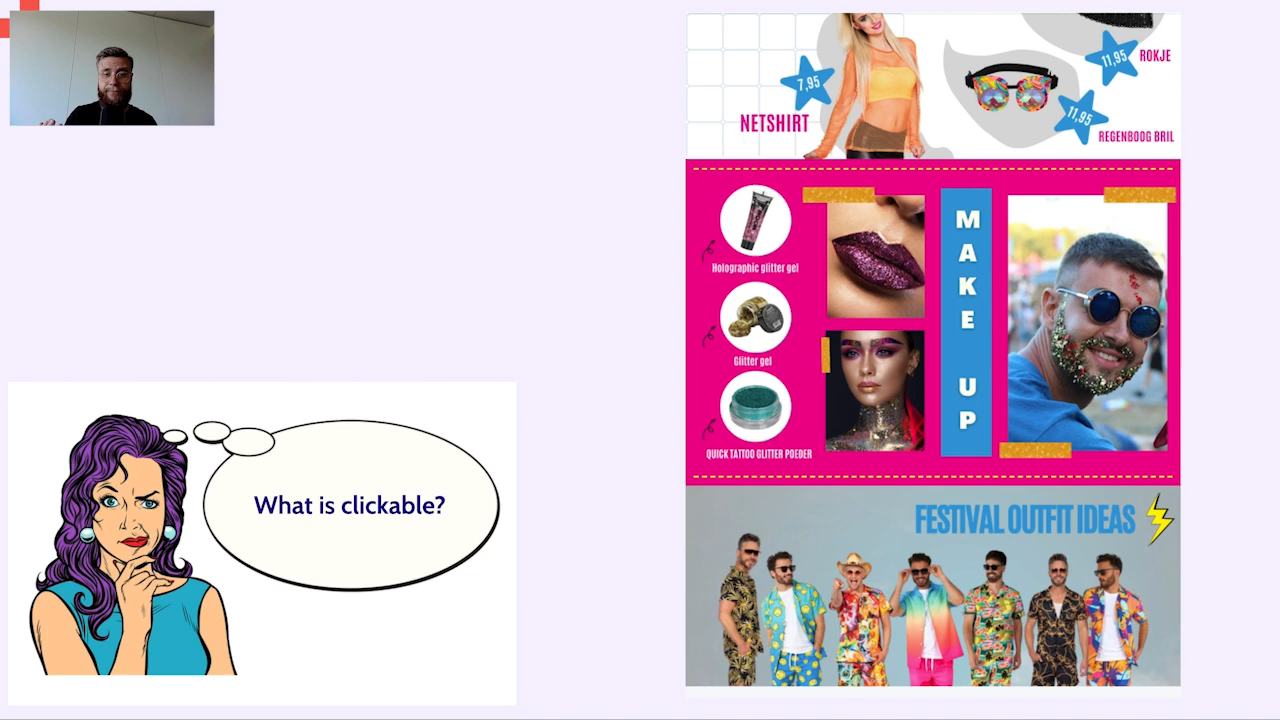 What is clickable?
7,95
NETSHIRT
11,95
ROKJE
11,95
REGENBOOG BRIL
Holographic glitter gel
Glitter gel
QUICK TATTOO GLITTER POEDER
MAKE UP
FESTIVAL OUTFIT IDEAS